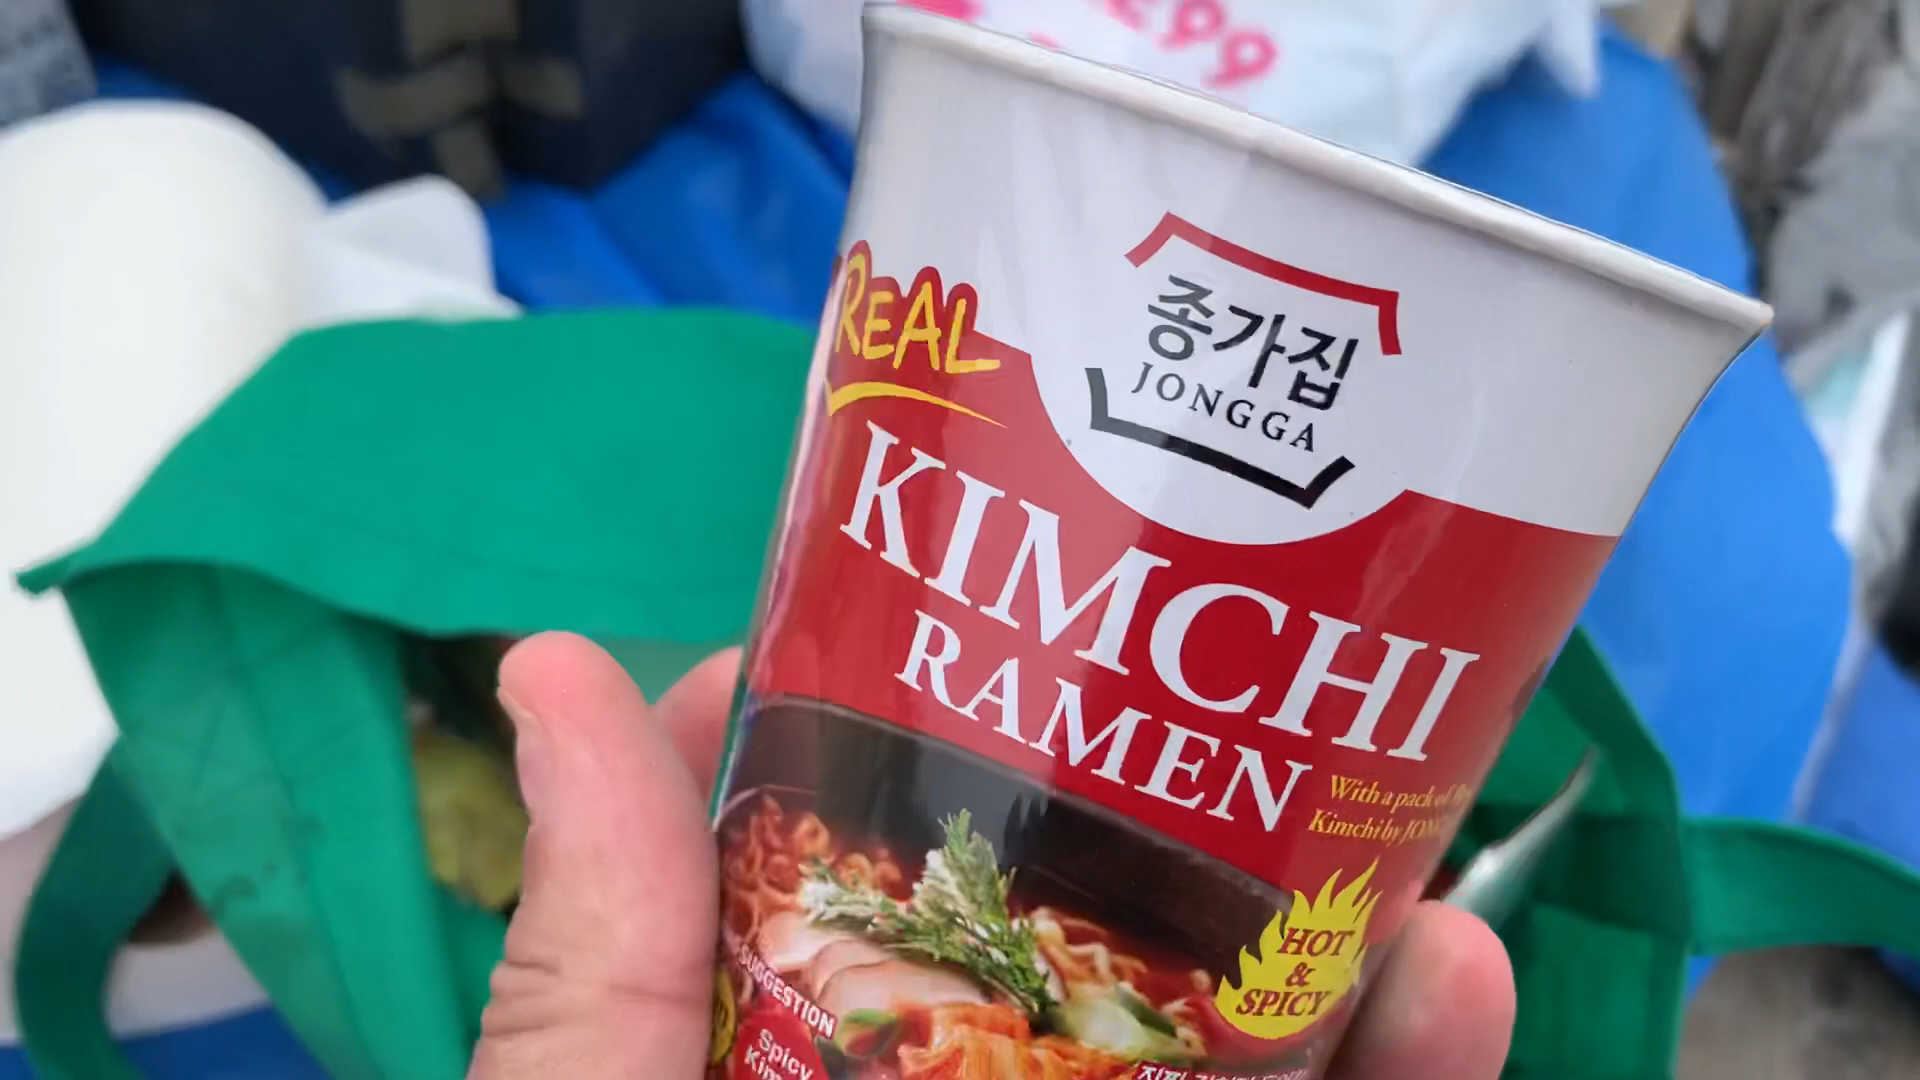 REAL
종가집
JONGGA
KIMCHI
RAMEN
With a pack of
Kimchi by
HOT
&
SPICY
SUGGESTION
Spicy